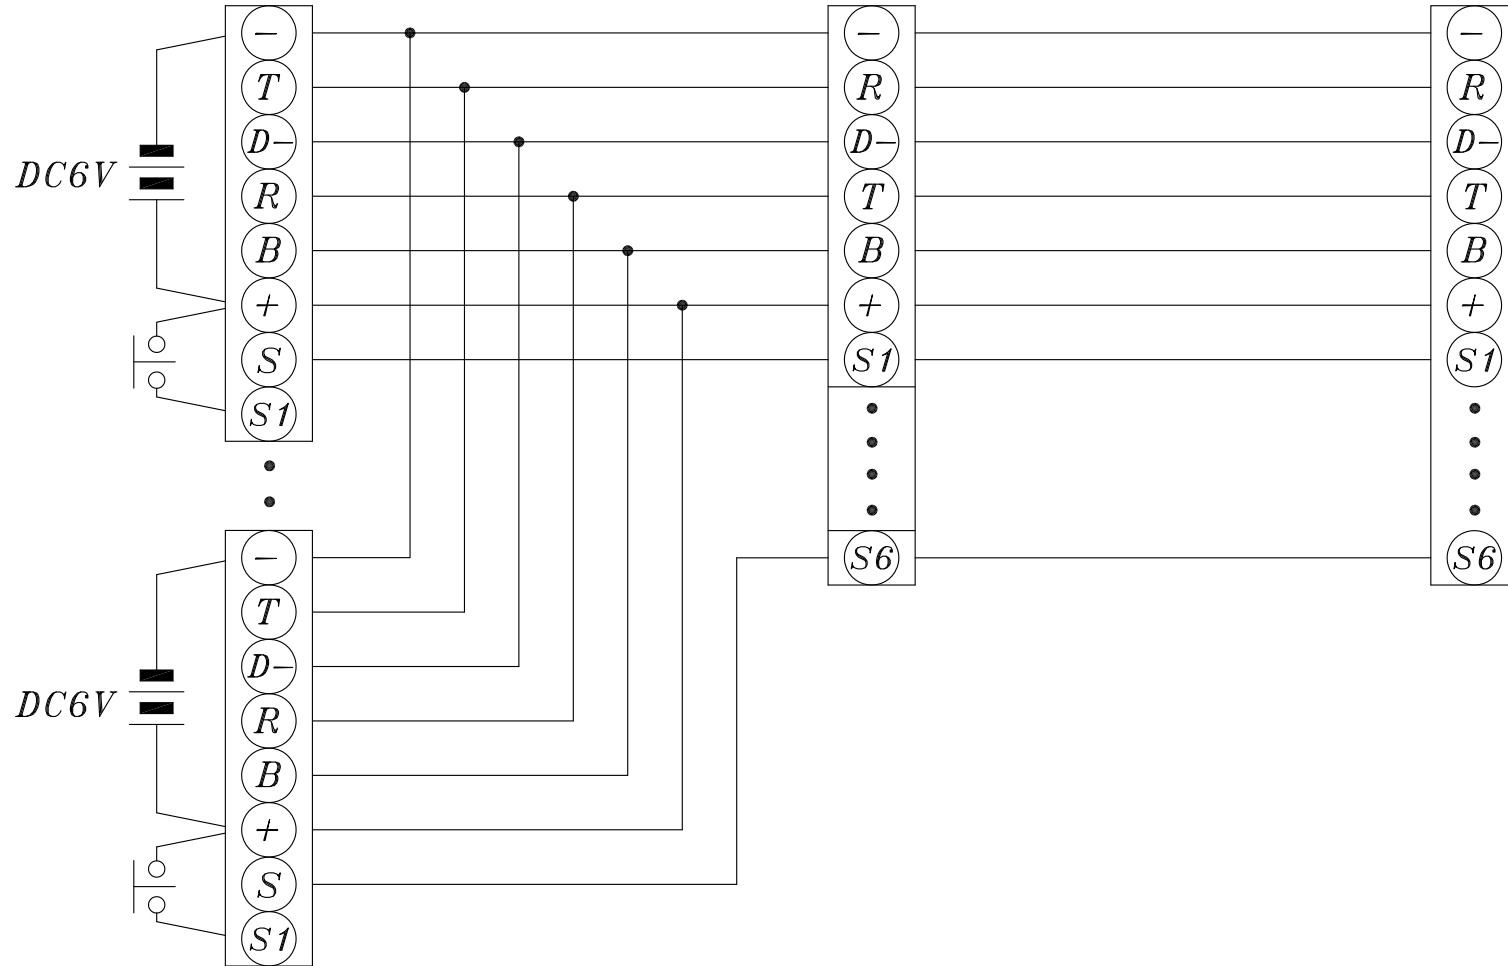 - - -
T R R
D- D- D-
DC6V
R T T
B B B
+ + +
S S1 S1
S1
- S6 S6
T
D-
DC6V
R
B
+
S
S1